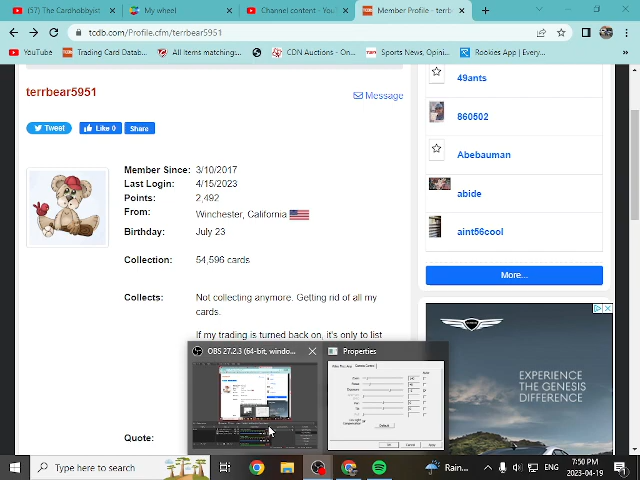 (57) The Cardhobbyist
My wheel
Channel content - You
Member Profile - terrb
tcdb.com/Profile.cfm/terrbear5951
YouTube
Trading Card Datab...
All Items matching:...
CDN Auctions - On...
Sports News, Opini...
Rookies App | Every...
terrbear5951
Message
Tweet
Like 0
Share
Member Since: 3/10/2017
Last Login: 4/15/2023
Points: 2,492
From: Winchester, California
Birthday: July 23
Collection: 54,596 cards
Collects: Not collecting anymore. Getting rid of all my
cards.
If my trading is turned back on, it's only to list
Quote:
49ants
860502
Abebauman
abide
aint56cool
More...
GENESIS
EXPERIENCE
THE GENESIS
DIFFERENCE
OBS 27.2.3 (64-bit, windo...
Properties
Default
Type here to search
Rain...
7:50 PM
2023-04-19